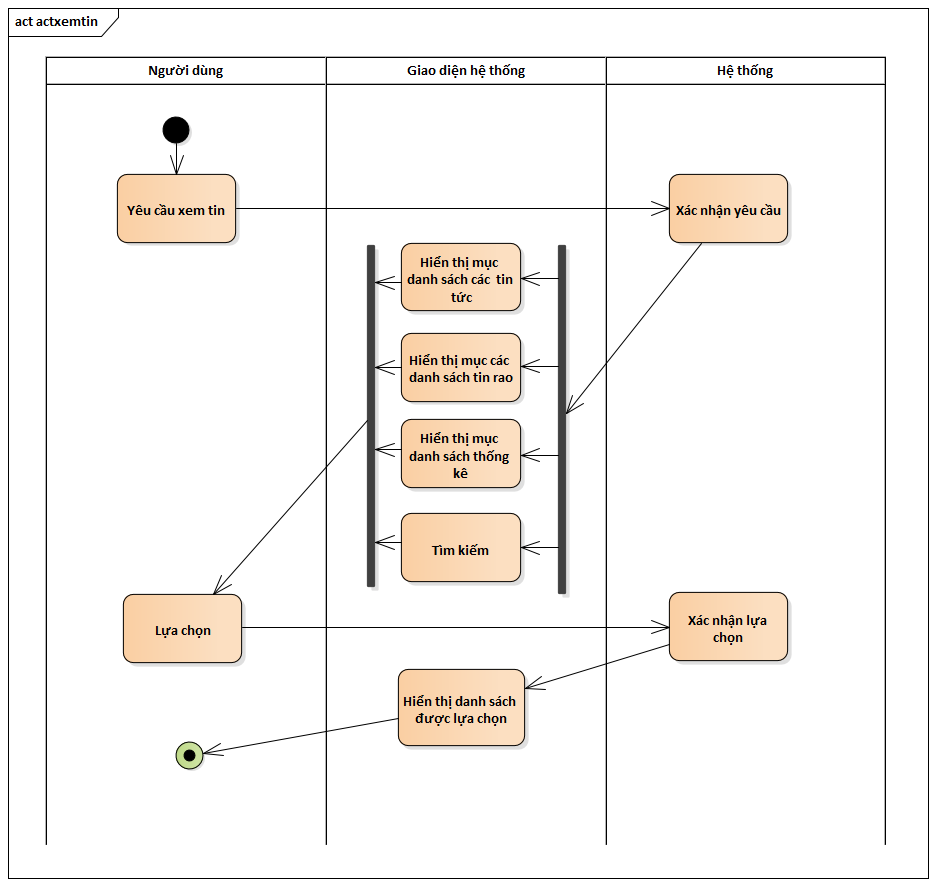 act actxemtin
Người dùng
Giao diện hệ thống
Hệ thống
Yêu cầu xem tin
Xác nhận yêu cầu
Hiển thị mục
danh sách các tin
tức
Hiển thị mục các
danh sách tin rao
Hiển thị mục
danh sách thống
kê
Tìm kiếm
Lựa chọn
Xác nhận lựa
chọn
Hiển thị danh sách
được lựa chọn